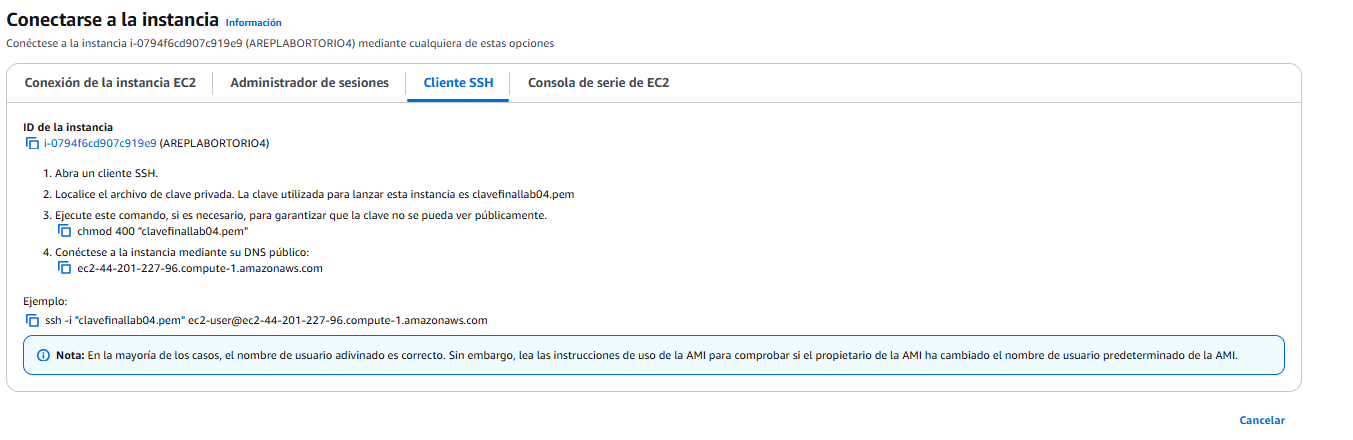 Conectarse a la instancia Información
Conéctese a la instancia i-0794f6cd907c919e9 (AREPLABORTORIO4) mediante cualquiera de estas opciones
Conexión de la instancia EC2 Administrador de sesiones Cliente SSH Consola de serie de EC2
ID de la instancia
i-0794f6cd907c919e9 (AREPLABORTORIO4)
1. Abra un cliente SSH.
2. Localice el archivo de clave privada. La clave utilizada para lanzar esta instancia es clavefinallab04.pem
3. Ejecute este comando, si es necesario, para garantizar que la clave no se pueda ver públicamente.
chmod 400 "clavefinallab04.pem"
4. Conéctese a la instancia mediante su DNS público:
ec2-44-201-227-96.compute-1.amazonaws.com
Ejemplo:
ssh -i "clavefinallab04.pem" ec2-user@ec2-44-201-227-96.compute-1.amazonaws.com
Nota: En la mayoría de los casos, el nombre de usuario adivinado es correcto. Sin embargo, lea las instrucciones de uso de la AMI para comprobar si el propietario de la AMI ha cambiado el nombre de usuario predeterminado de la AMI.
Cancelar